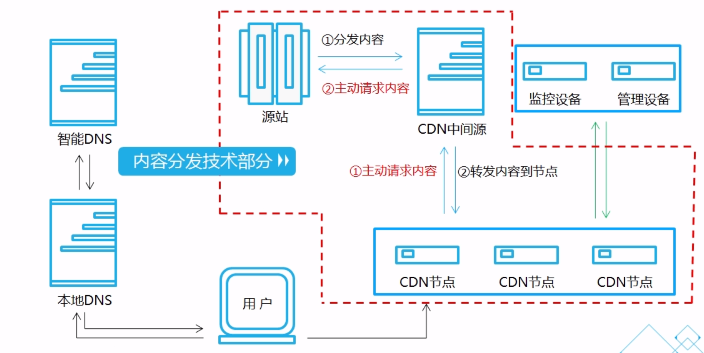 ①分发内容
②主动请求内容
源站
CDN中间源
监控设备
管理设备
智能DNS
内容分发技术部分
①主动请求内容
②转发内容到节点
CDN节点
CDN节点
CDN节点
本地DNS
用户